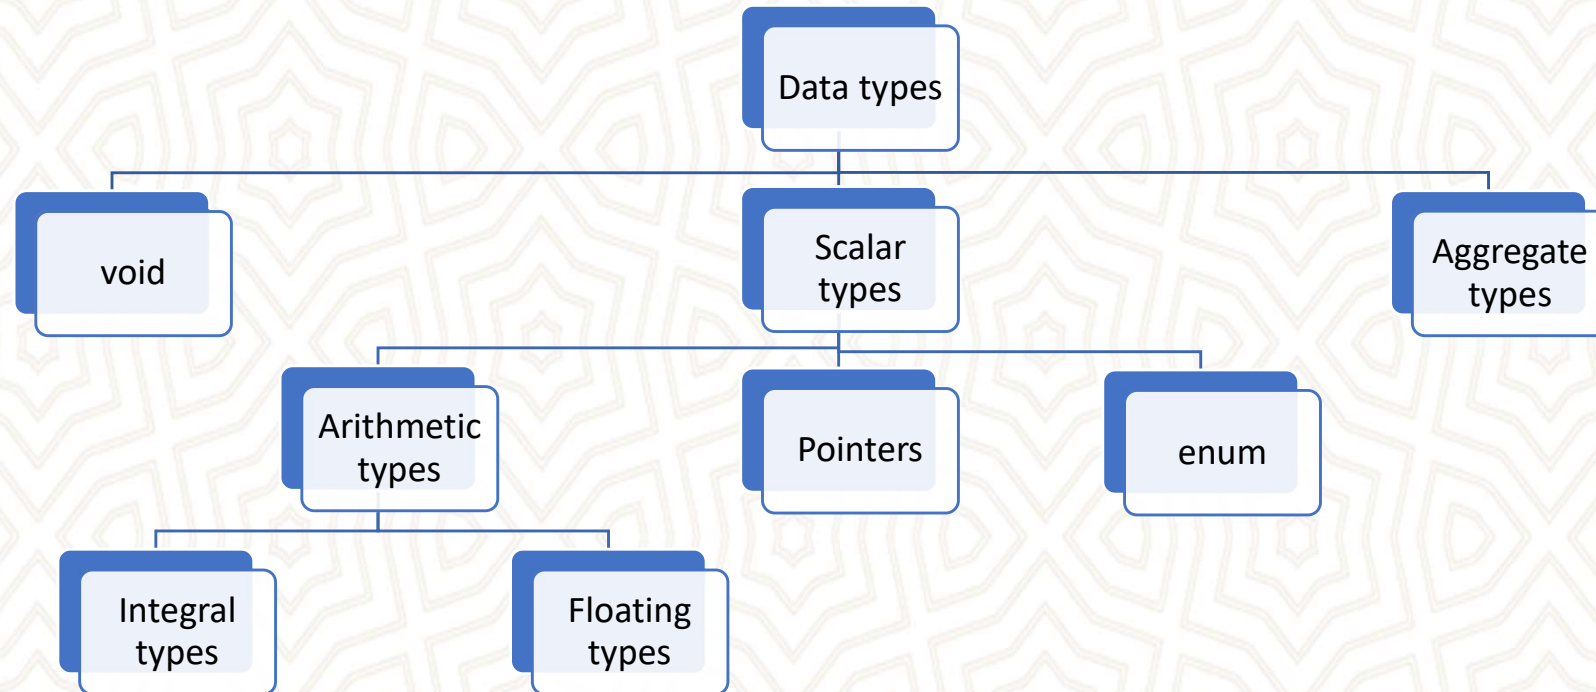 Data types
void
Scalar
types
Aggregate
types
Arithmetic
types
Pointers
enum
Integral
types
Floating
types